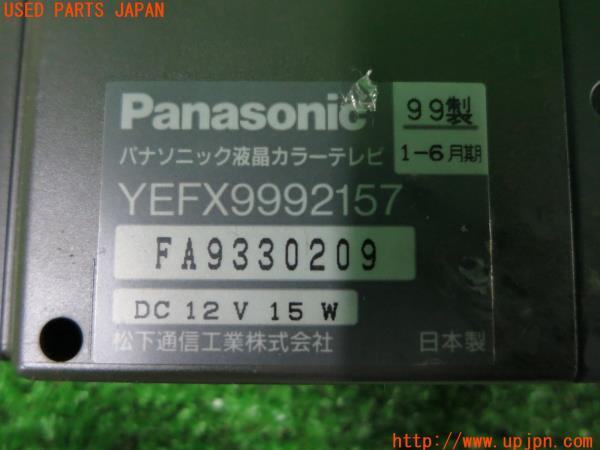 USED PARTS JAPAN
Panasonic
99製
1-6月期
パナソニック液晶カラーテレビ
YEFX9992157
FA9330209
DC 12 V 15 W
松下通信工業株式会社
日本製
http://www.upjpn.com